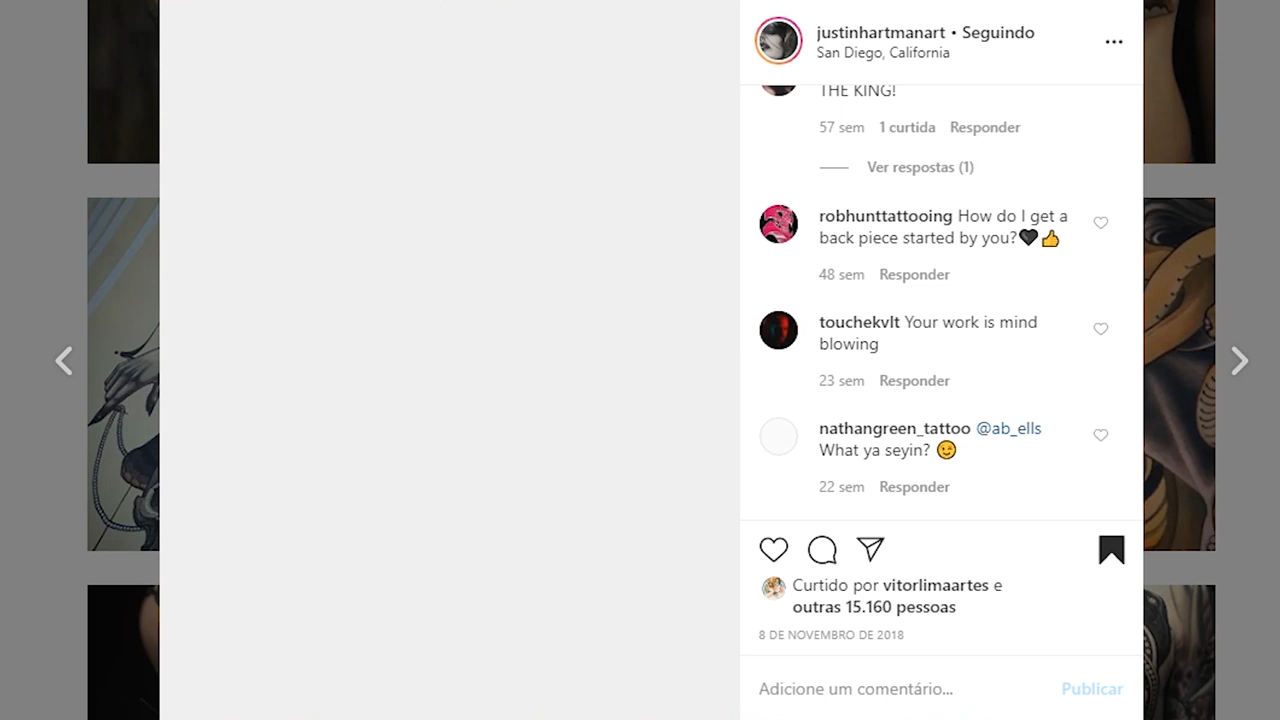 justinhartmanart • Seguindo
San Diego, California
THE KING!
57 sem 1 curtida Responder
Ver respostas (1)
robhunttattooing How do I get a
back piece started by you?🖤👍
48 sem Responder
touchekvlt Your work is mind
blowing
23 sem Responder
nathangreen_tattoo @ab_ells
What ya seyin? 😉
22 sem Responder
Curtido por vitorlimaartes e
outras 15.160 pessoas
8 DE NOVEMBRO DE 2018
Adicione um comentário... Publicar